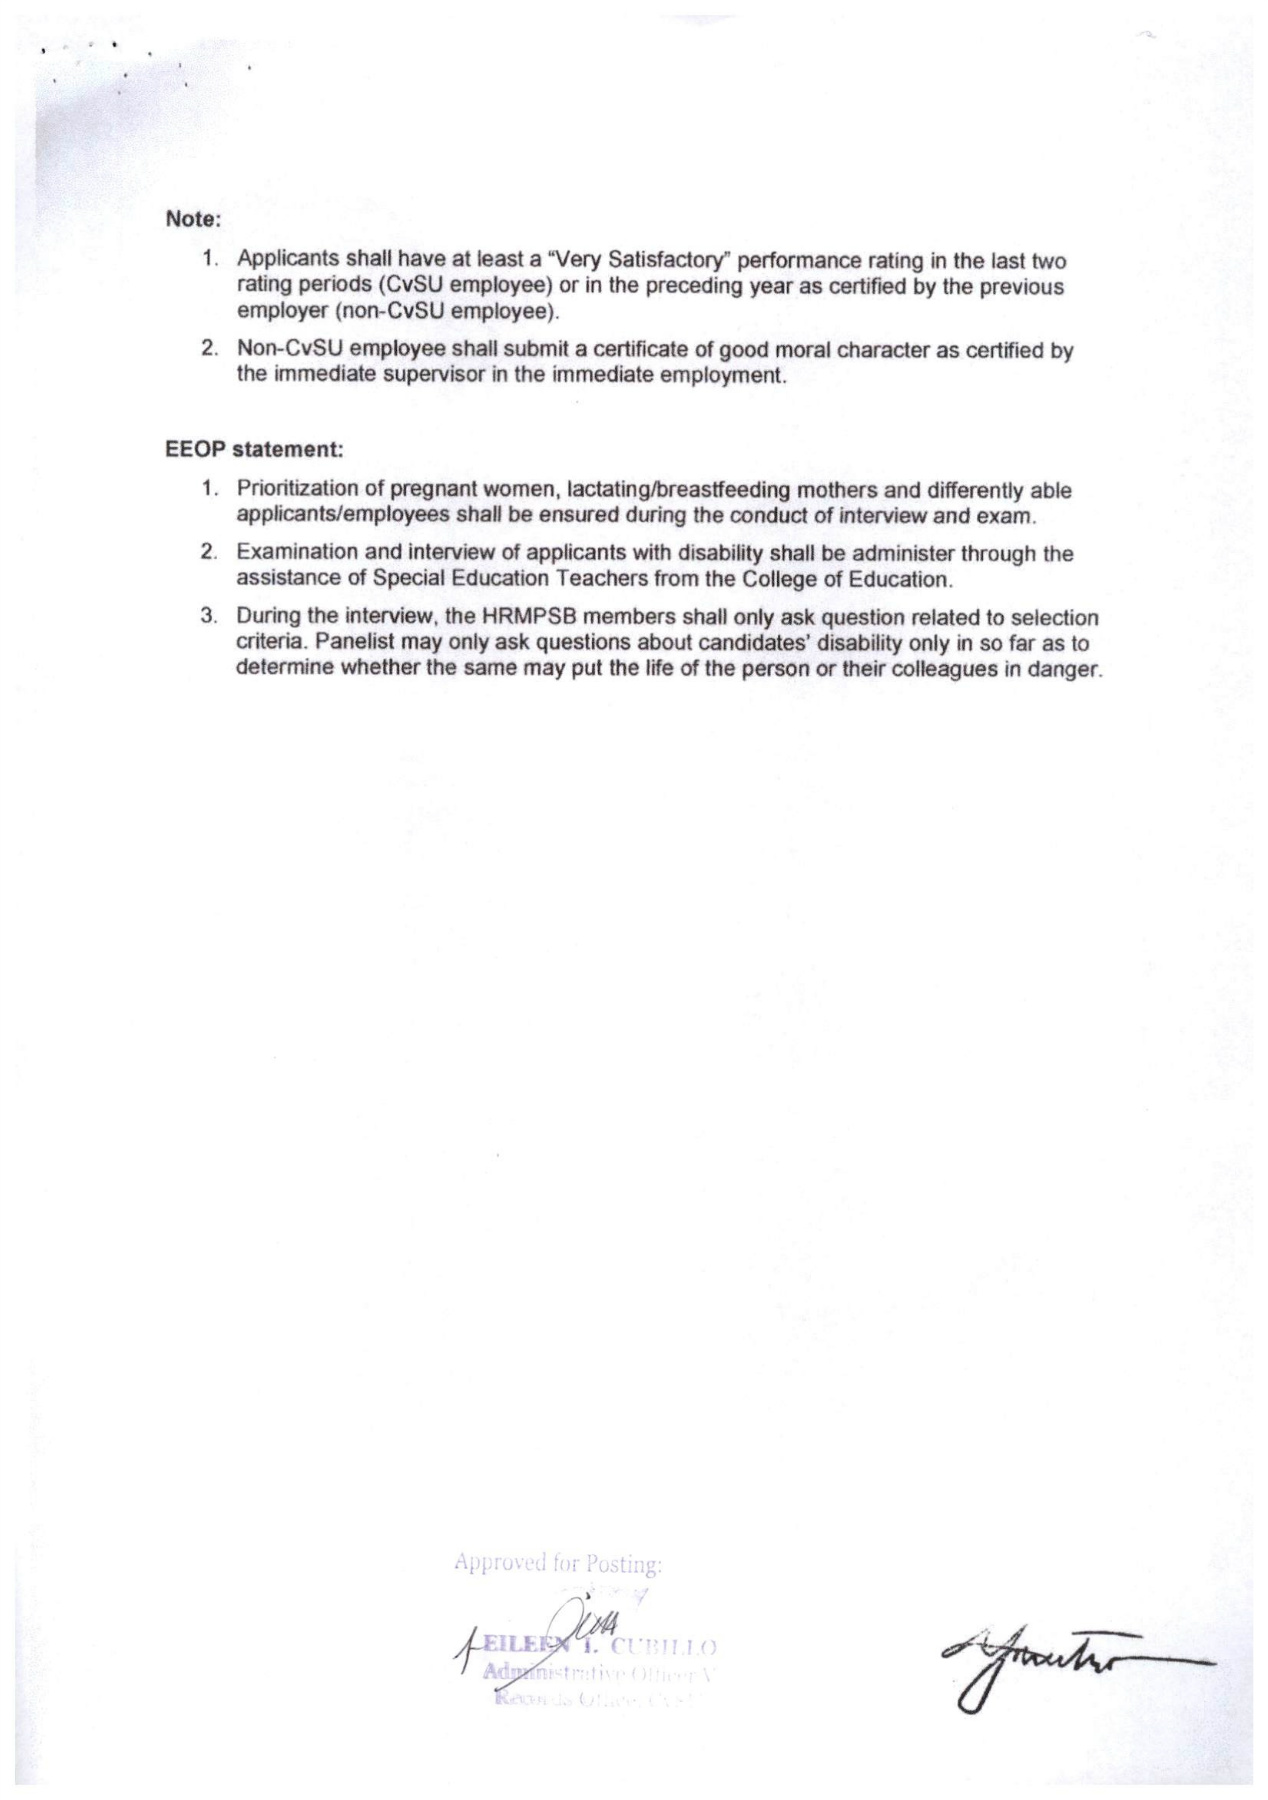 Note:
1. Applicants shall have at least a “Very Satisfactory” performance rating in the last two
rating periods (CvSU employee) or in the preceding year as certified by the previous
employer (non-CvSU employee).
2. Non-CvSU employee shall submit a certificate of good moral character as certified by
the immediate supervisor in the immediate employment.
EEOP statement:
1. Prioritization of pregnant women, lactating/breastfeeding mothers and differently able
applicants/employees shall be ensured during the conduct of interview and exam.
2. Examination and interview of applicants with disability shall be administer through the
assistance of Special Education Teachers from the College of Education.
3. During the interview, the HRMPSB members shall only ask question related to selection
criteria. Panelist may only ask questions about candidates’ disability only in so far as to
determine whether the same may put the life of the person or their colleagues in danger.
Approved for Posting:
EILEEN I. CUBILLO
Administrative Officer V
Records Office, CvSU